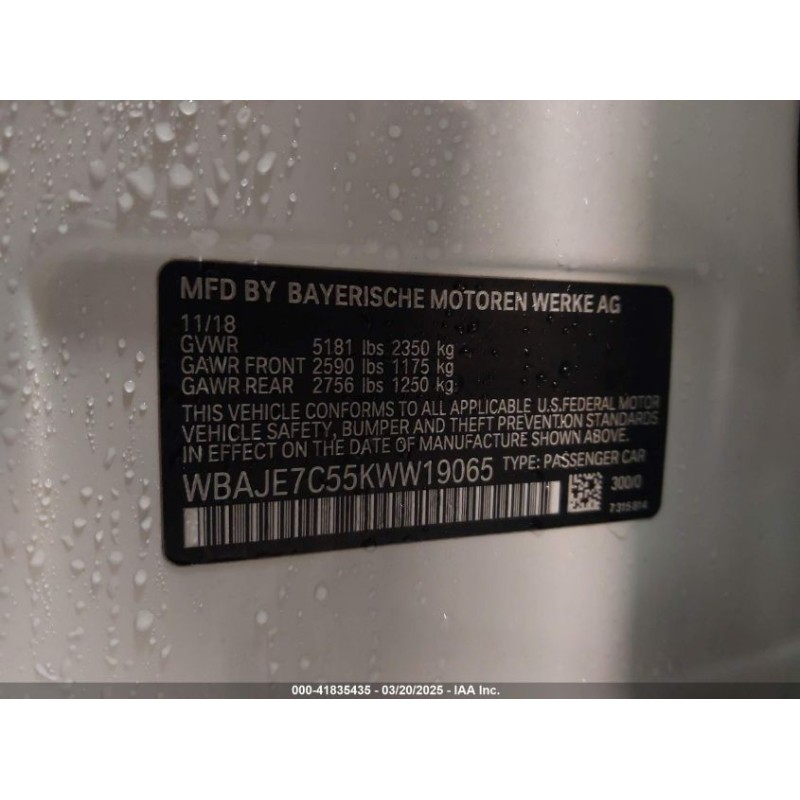 MFD BY BAYERISCHE MOTOREN WERKE AG
11/18
GVWR 5181 lbs 2350 kg
GAWR FRONT 2590 lbs 1175 kg
GAWR REAR 2756 lbs 1250 kg
THIS VEHICLE CONFORMS TO ALL APPLICABLE U.S.FEDERAL MOTOR
VEHICLE SAFETY, BUMPER AND THEFT PREVENTION STANDARDS
IN EFFECT ON THE DATE OF MANUFACTURE SHOWN ABOVE.
WBAJE7C55KWW19065 TYPE: PASSENGER CAR
300/0
7 315 814
000-41835435 - 03/20/2025 - IAA Inc.